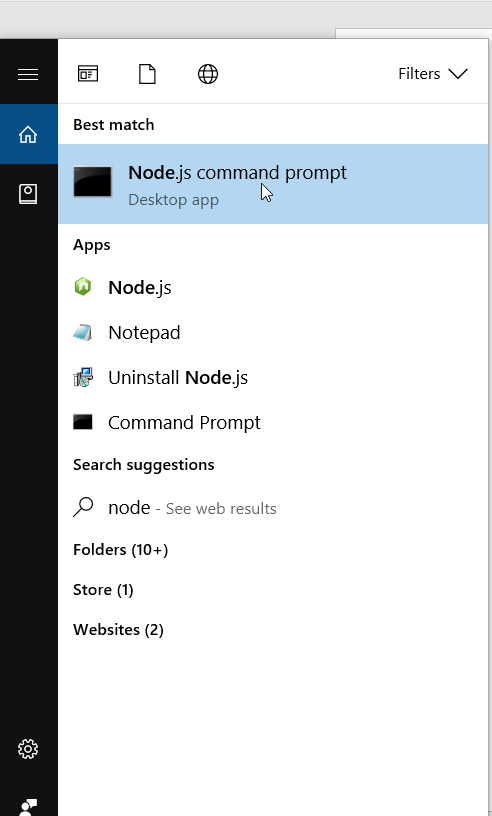 Filters
Best match
Node.js command prompt
Desktop app
Apps
Node.js
Notepad
Uninstall Node.js
Command Prompt
Search suggestions
node - See web results
Folders (10+)
Store (1)
Websites (2)